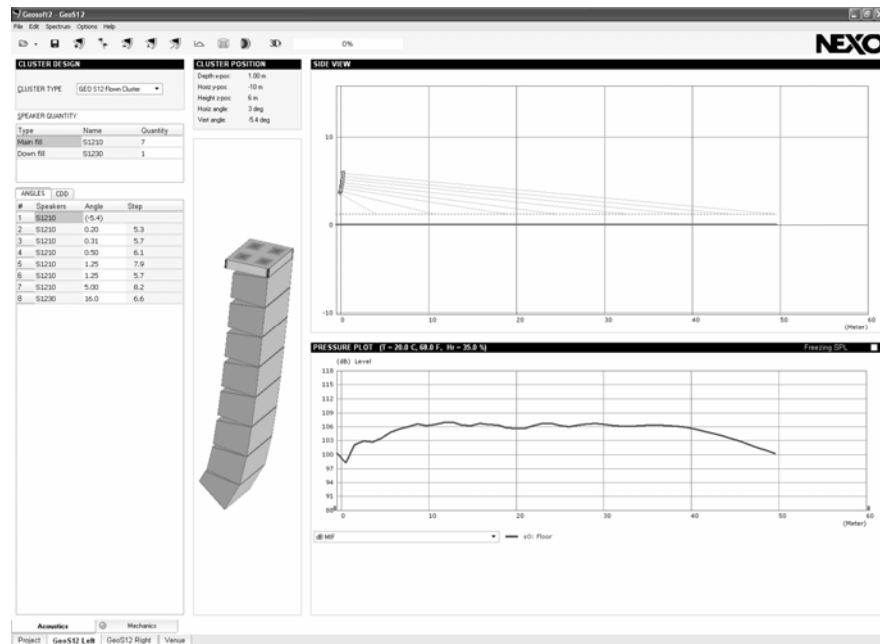 Geosoft2 - GeoS12
File Edit Spectrum Options Help
3D
0%
NEXO
CLUSTER DESIGN
CLUSTER TYPE GEO S12 Flown Cluster
SPEAKER QUANTITY
Type Name Quantity
Main fill S1210 7
Down fill S1230 1
ANGLES CDD
# Speakers Angle Step
1 S1210 (-5.4)
2 S1210 0.20 5.3
3 S1210 0.31 5.7
4 S1210 0.50 6.1
5 S1210 1.25 7.9
6 S1210 1.25 5.7
7 S1210 5.00 8.2
8 S1230 16.0 6.6
CLUSTER POSITION
Depth x-pos: 1.00 m
Horiz y-pos: -10 m
Height z-pos: 6 m
Horiz angle: 3 deg
Vert angle: -5.4 deg
SIDE VIEW
10
0
-10
0 10 20 30 40 50 60
(Meter)
PRESSURE PLOT (T = 20.0 C, 68.0 F, Hr = 35.0 %) Freezing SPL
(dB) Level
118
115
112
109
106
103
100
97
94
91
88
0 10 20 30 40 50 60
(Meter)
dB MIF
s0: Floor
Acoustics Mechanics
Project GeoS12 Left GeoS12 Right Venue